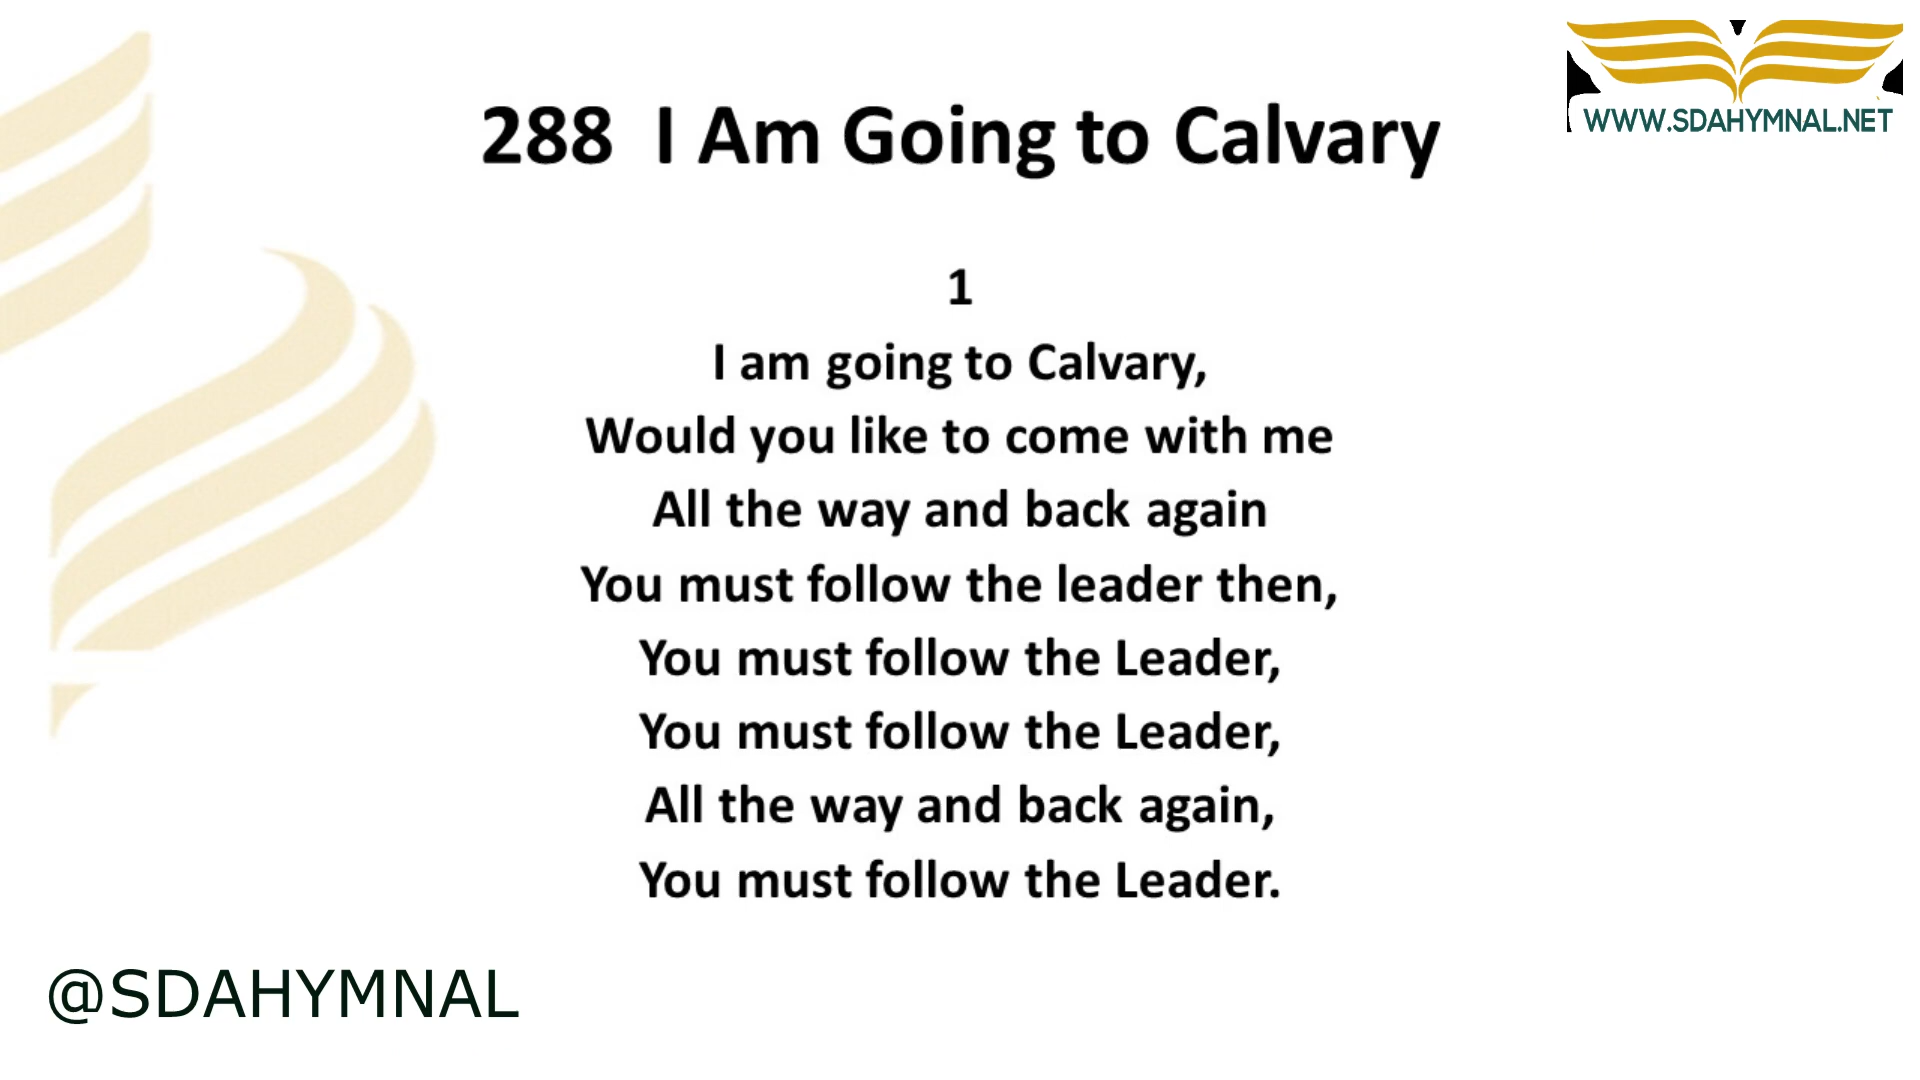 WWW.SDAHYMNAL.NET
288 I Am Going to Calvary
1
I am going to Calvary,
Would you like to come with me
All the way and back again
You must follow the leader then,
You must follow the Leader,
You must follow the Leader,
All the way and back again,
You must follow the Leader.
@SDAHYMNAL